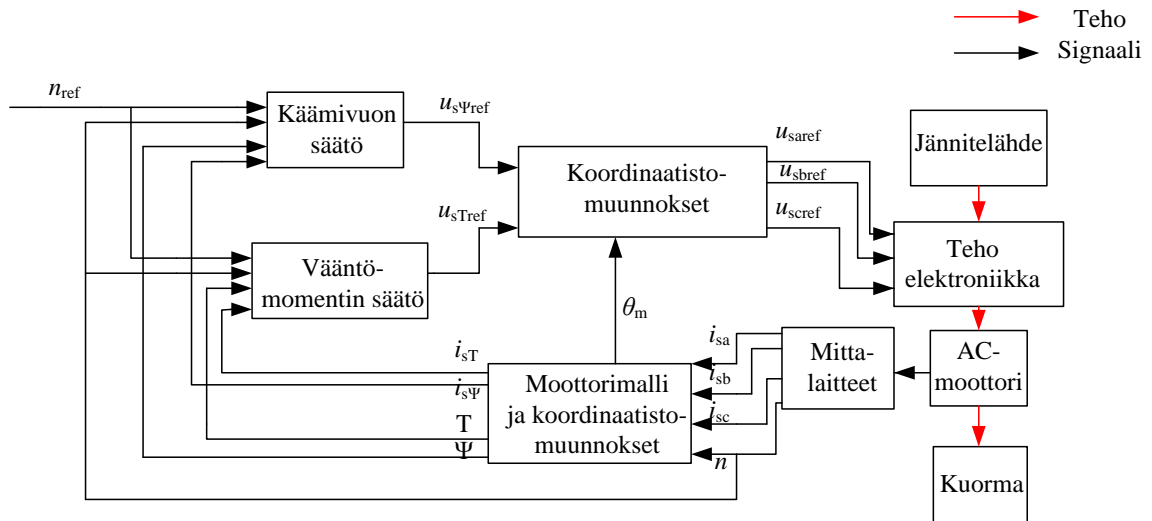 Teho
Signaali
n_ref
Käämivuon
säätö
u_sΨref
Koordinaatisto-
muunnokset
u_saref
u_sbref
u_scref
Jännitelähde
u_sTref
Teho
elektroniikka
Vääntö-
momentin säätö
θ_m
i_sT
i_sΨ
T
Ψ
Moottorimalli
ja koordinaatisto-
muunnokset
i_sa
i_sb
i_sc
n
Mitta-
laitteet
AC-
moottori
Kuorma